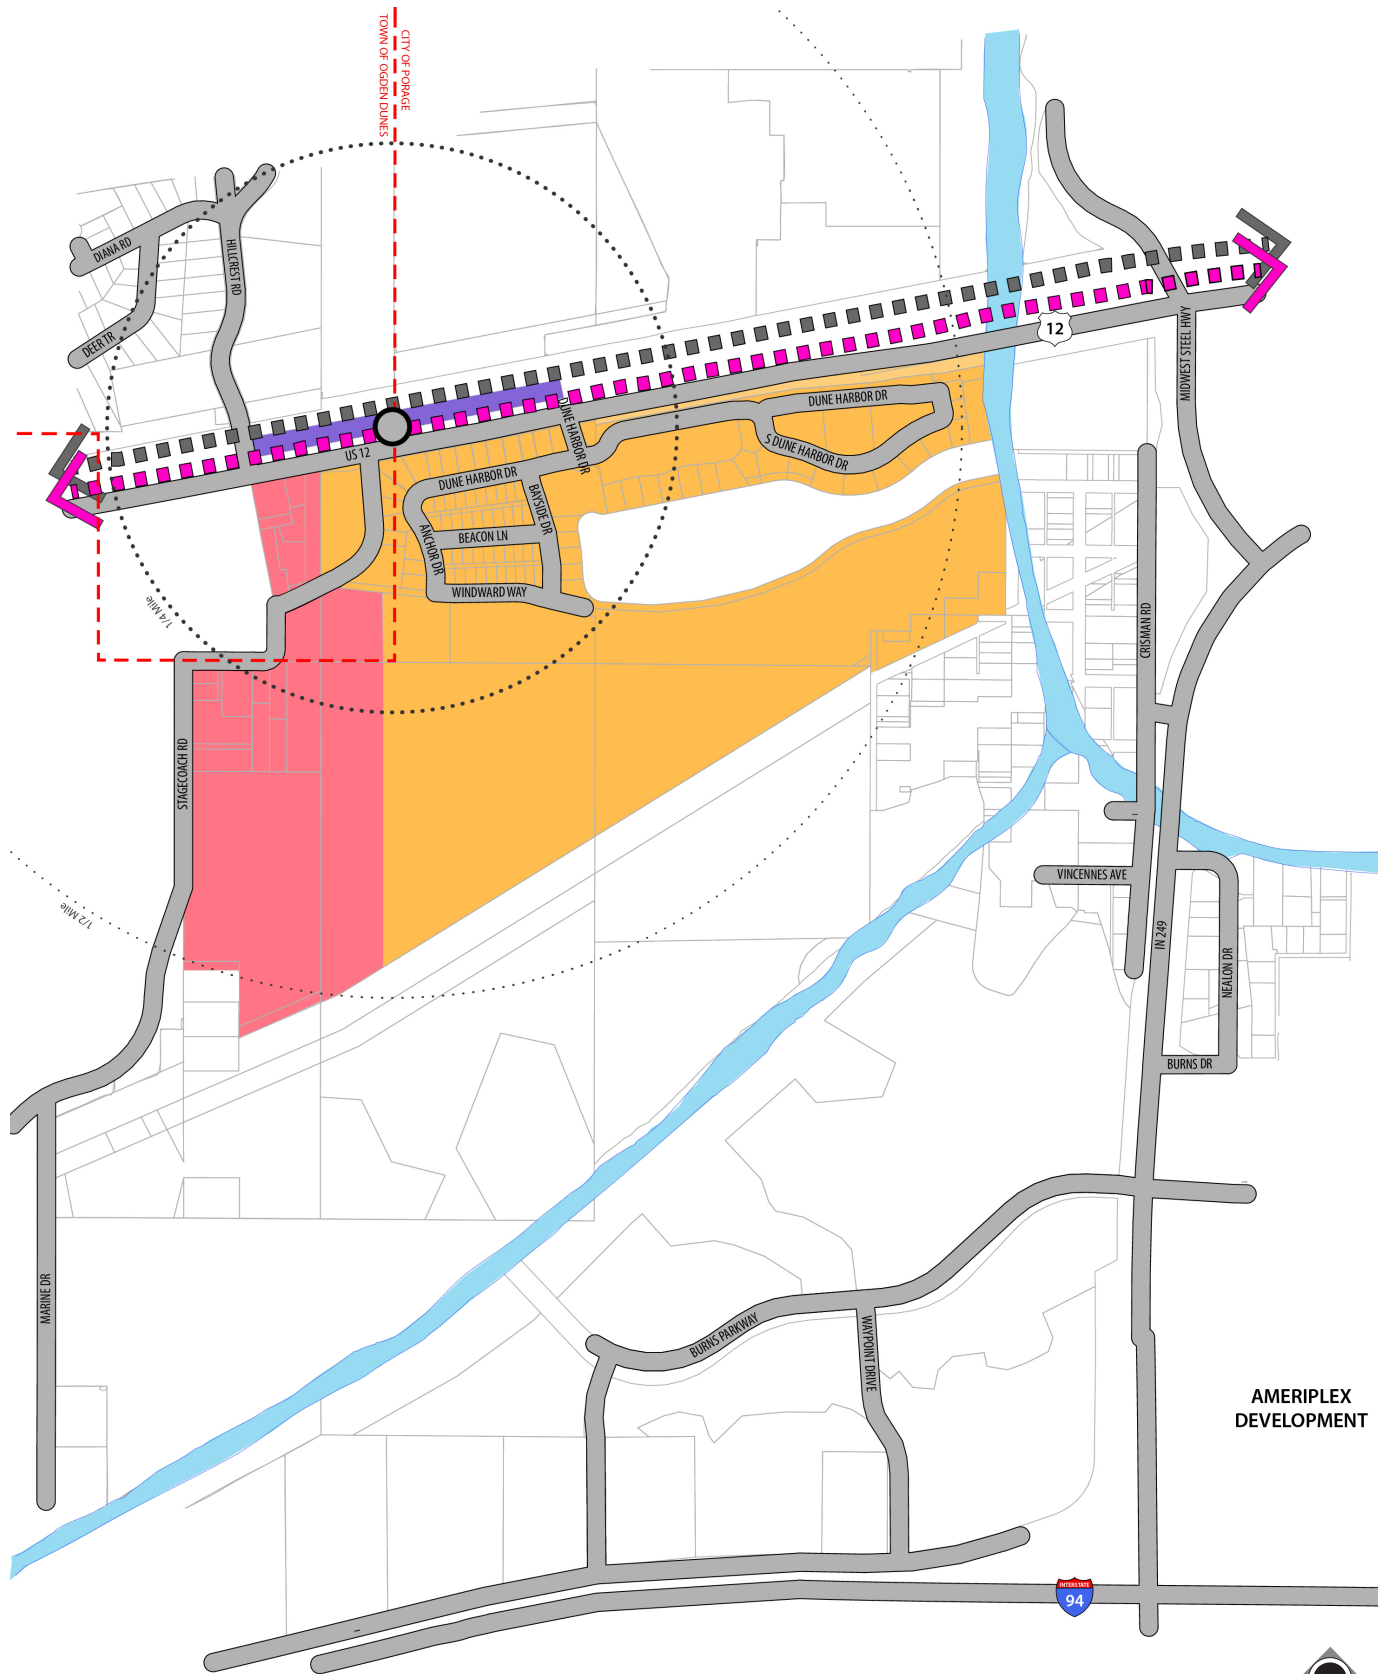 CITY OF PORAGE
TOWN OF OGDEN DUNES
DIANA RD
HILLCREST RD
DEER TR
12
MIDWEST STEEL HWY
US 12
DUNE HARBOR DR
DUNE HARBOR DR
S DUNE HARBOR DR
DUNE HARBOR DR
BAYSIDE DR
ANCHOR DR
BEACON LN
WINDWARD WAY
1/4 Mile
CRISMAN RD
STAGECOACH RD
1/2 Mile
VINCENNES AVE
IN 249
NEALON DR
BURNS DR
MARINE DR
BURNS PARKWAY
WAYPOINT DRIVE
AMERIPLEX
DEVELOPMENT
INTERSTATE
94